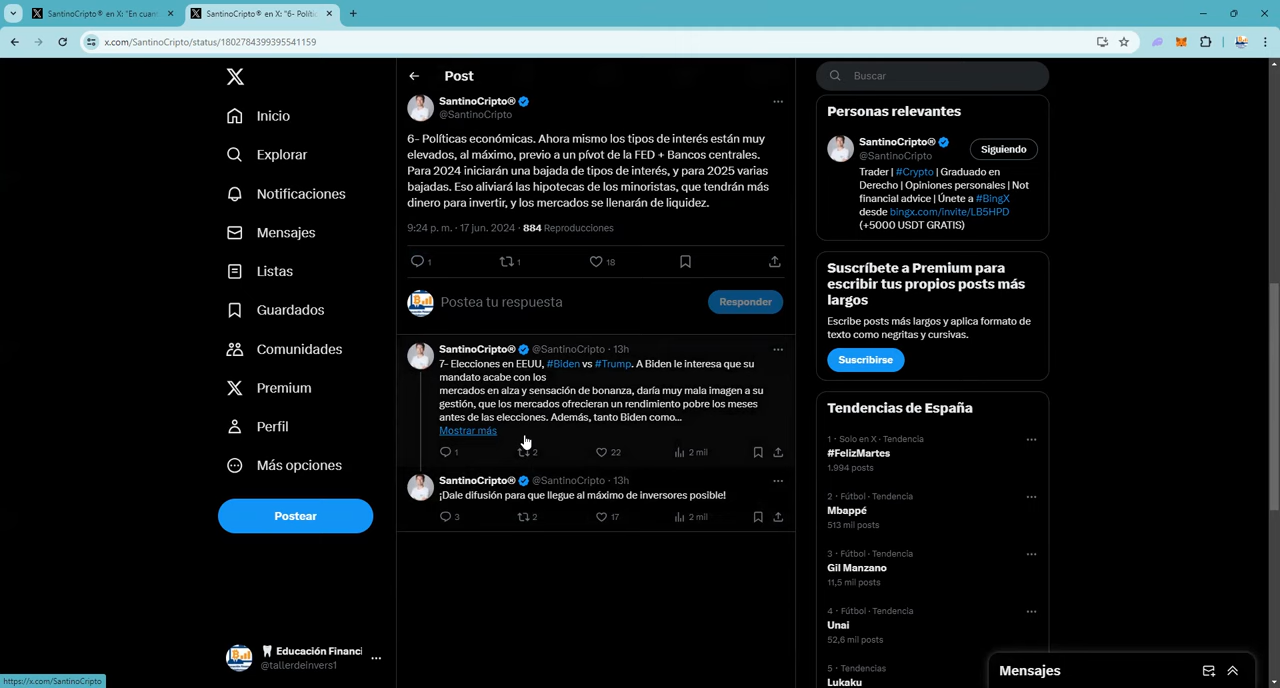 SantinoCripto® en X: "En cuan
SantinoCripto® en X: "6- Políti
x.com/SantinoCripto/status/1802784399395541159
Inicio
Explorar
Notificaciones
Mensajes
Listas
Guardados
Comunidades
Premium
Perfil
Más opciones
Postear
Educación Financi
@tallerdeinvers1
https://x.com/SantinoCripto
Post
SantinoCripto®
@SantinoCripto
6- Políticas económicas. Ahora mismo los tipos de interés están muy
elevados, al máximo, previo a un pívot de la FED + Bancos centrales.
Para 2024 iniciarán una bajada de tipos de interés, y para 2025 varias
bajadas. Eso aliviará las hipotecas de los minoristas, que tendrán más
dinero para invertir, y los mercados se llenarán de liquidez.
9:24 p. m. · 17 jun. 2024 · 884 Reproducciones
1 1 18
Postea tu respuesta
Responder
SantinoCripto® @SantinoCripto · 13h
7- Elecciones en EEUU, #Biden vs #Trump. A Biden le interesa que su
mandato acabe con los
mercados en alza y sensación de bonanza, daría muy mala imagen a su
gestión, que los mercados ofrecieran un rendimiento pobre los meses
antes de las elecciones. Además, tanto Biden como...
Mostrar más
1 2 22 2 mil
SantinoCripto® @SantinoCripto · 13h
¡Dale difusión para que llegue al máximo de inversores posible!
3 2 17 2 mil
Buscar
Personas relevantes
SantinoCripto®
@SantinoCripto
Siguiendo
Trader | #Crypto | Graduado en
Derecho | Opiniones personales | Not
financial advice | Únete a #BingX
desde bingx.com/invite/LB5HPD
(+5000 USDT GRATIS)
Suscríbete a Premium para
escribir tus propios posts más
largos
Escribe posts más largos y aplica formato de
texto como negritas y cursivas.
Suscribirse
Tendencias de España
1 · Solo en X · Tendencia
#FelizMartes
1.994 posts
2 · Fútbol · Tendencia
Mbappé
513 mil posts
3 · Fútbol · Tendencia
Gil Manzano
11,5 mil posts
4 · Fútbol · Tendencia
Unai
52,6 mil posts
5 · Tendencias
Lukaku
Mensajes